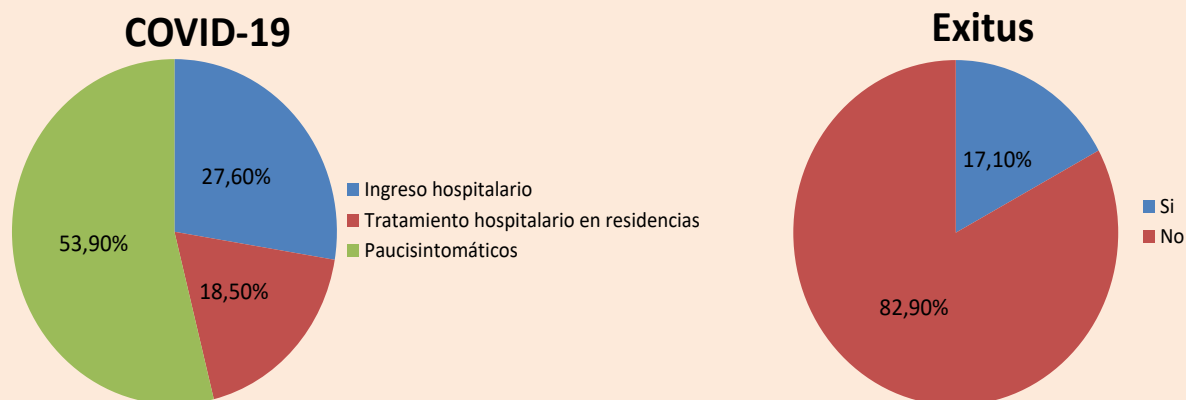 COVID-19
27,60%
18,50%
53,90%
Ingreso hospitalario
Tratamiento hospitalario en residencias
Paucisintomáticos
Exitus
17,10%
82,90%
Si
No